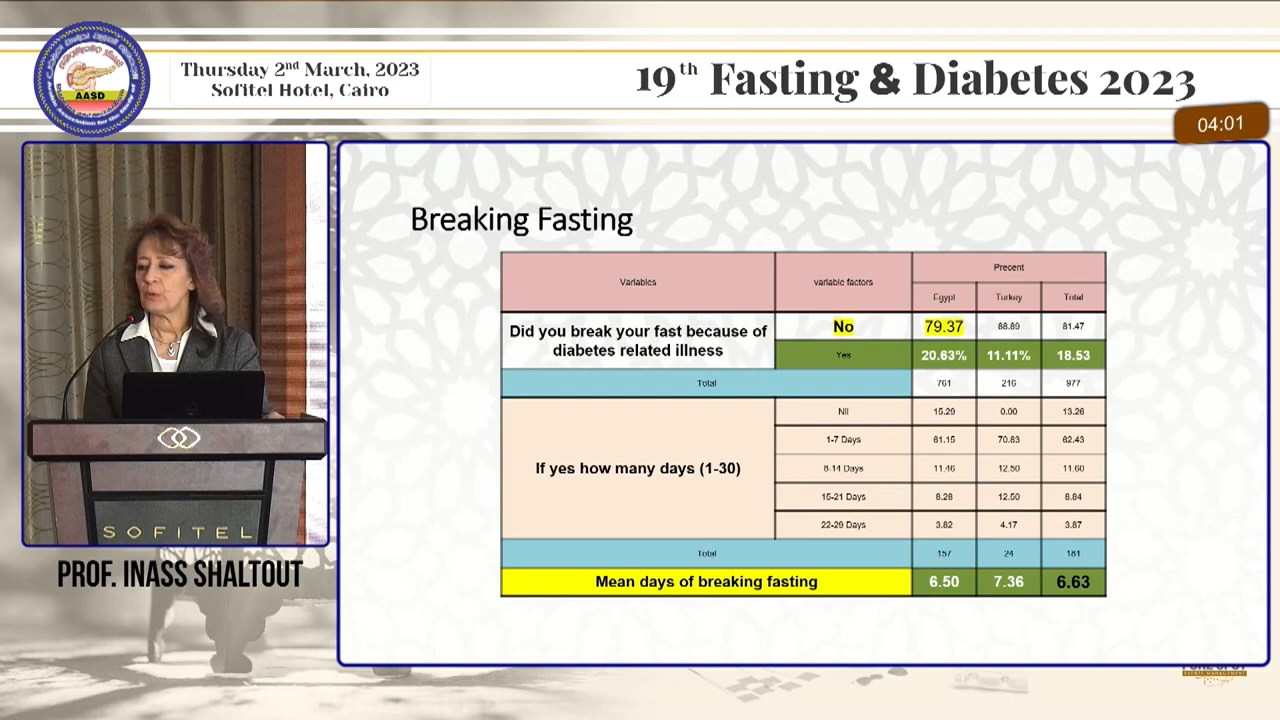 AASD
Thursday 2nd March, 2023
Sofitel Hotel, Cairo
19th Fasting & Diabetes 2023
04:01
Breaking Fasting
Variables
variable factors
Precent
Egypt
Turkey
Total
Did you break your fast because of
diabetes related illness
No
79.37
88.89
81.47
Yes
20.63%
11.11%
18.53
Total
761
216
977
If yes how many days (1-30)
Nil
15.29
0.00
13.26
1-7 Days
61.15
70.83
62.43
8-14 Days
11.46
12.50
11.60
15-21 Days
8.28
12.50
8.84
22-29 Days
3.82
4.17
3.87
Total
157
24
181
Mean days of breaking fasting
6.50
7.36
6.63
SOFITEL
PROF. INASS SHALTOUT